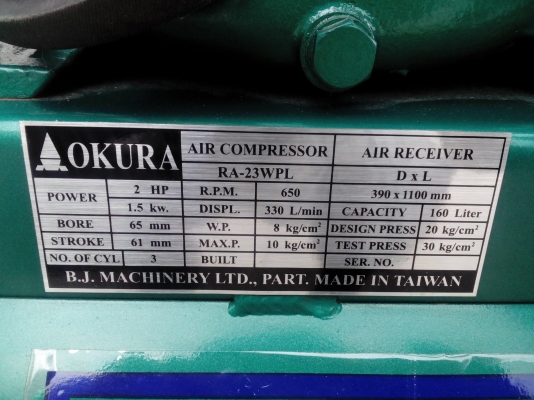 OKURA AIR COMPRESSOR AIR RECEIVER
RA-23WPL D x L
POWER 2 HP R.P.M. 650 390 x 1100 mm
1.5 kw. DISPL. 330 L/min CAPACITY 160 Liter
BORE 65 mm W.P. 8 kg/cm² DESIGN PRESS 20 kg/cm²
STROKE 61 mm MAX.P. 10 kg/cm² TEST PRESS 30 kg/cm²
NO. OF CYL 3 BUILT SER. NO.
B.J. MACHINERY LTD., PART. MADE IN TAIWAN